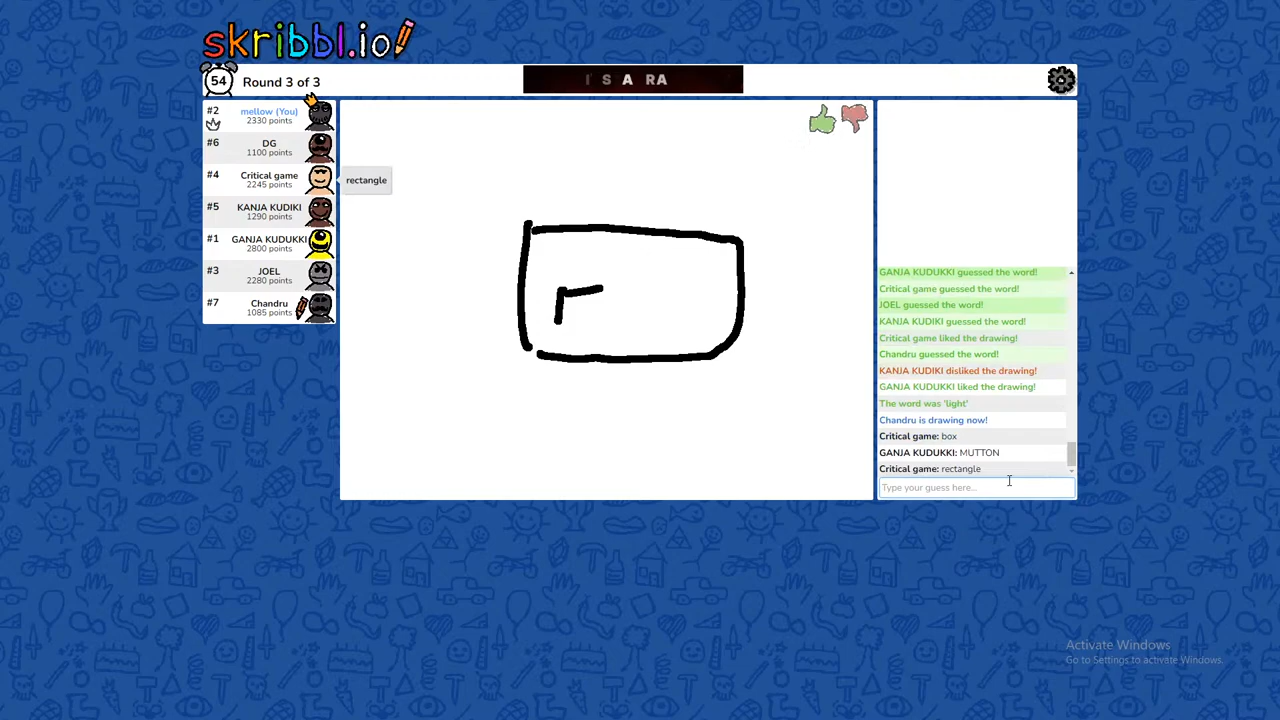 skribbl.io
54
Round 3 of 3
I'S A RA
#2
mellow (You)
2330 points
#6
DG
1100 points
#4
Critical game
2245 points
rectangle
#5
KANJA KUDIKI
1290 points
#1
GANJA KUDUKKI
2800 points
#3
JOEL
2280 points
#7
Chandru
1085 points
GANJA KUDUKKI guessed the word!
Critical game guessed the word!
JOEL guessed the word!
KANJA KUDIKI guessed the word!
Critical game liked the drawing!
Chandru guessed the word!
KANJA KUDIKI disliked the drawing!
GANJA KUDUKKI liked the drawing!
The word was 'light'
Chandru is drawing now!
Critical game: box
GANJA KUDUKKI: MUTTON
Critical game: rectangle
Type your guess here...
Activate Windows
Go to Settings to activate Windows.